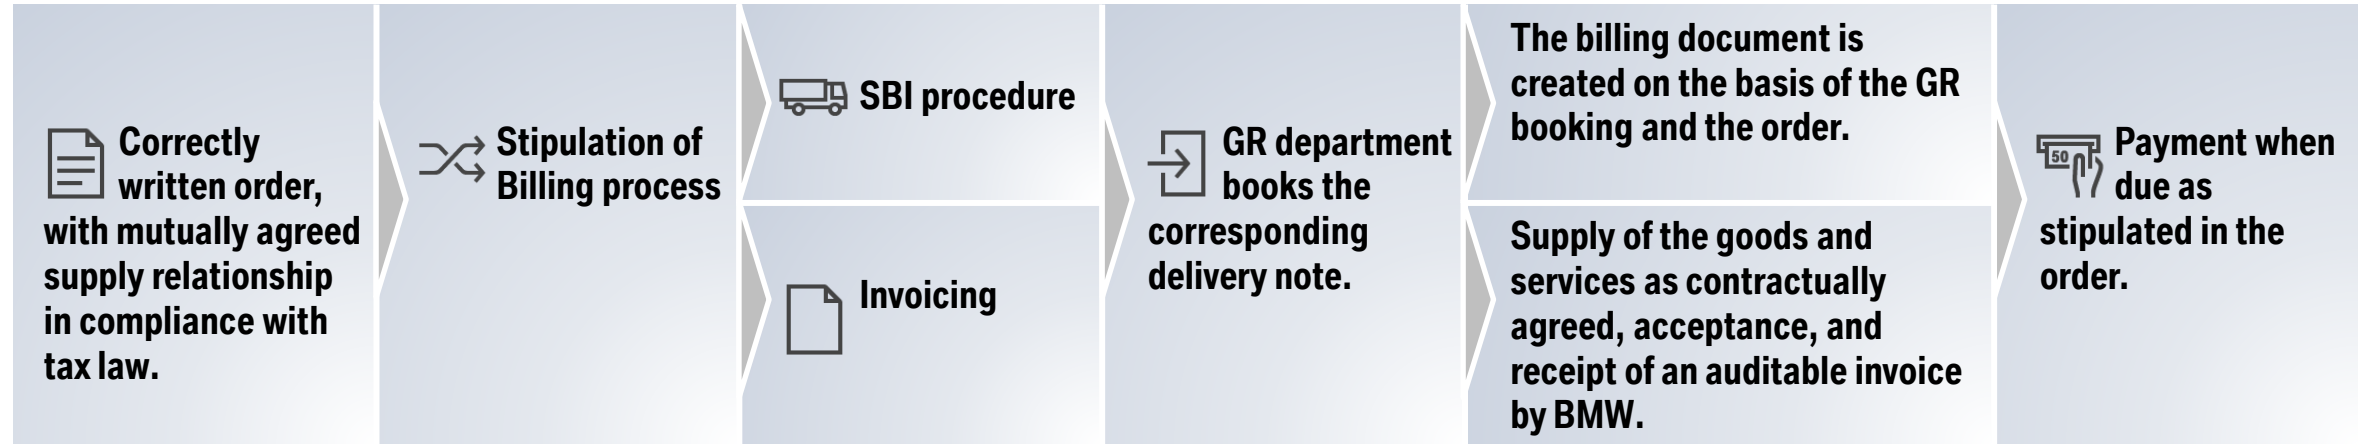 Correctly
written order,
with mutually agreed
supply relationship
in compliance with
tax law.
Stipulation of
Billing process
SBI procedure
Invoicing
GR department
books the
corresponding
delivery note.
The billing document is
created on the basis of the GR
booking and the order.
Supply of the goods and
services as contractually
agreed, acceptance, and
receipt of an auditable invoice
by BMW.
50
Payment when
due as
stipulated in the
order.